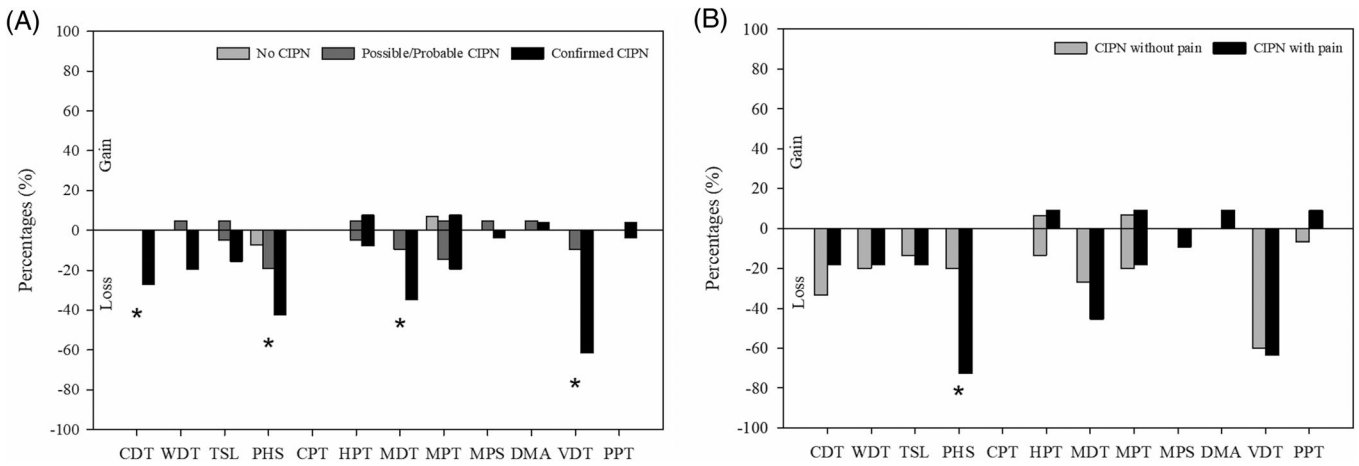 (A)
No CIPN Possible/Probable CIPN Confirmed CIPN
Percentages (%)
Gain
Loss
100
80
60
40
20
0
-20
-40
-60
-80
-100
*
*
*
*
CDT WDT TSL PHS CPT HPT MDT MPT MPS DMA VDT PPT
(B)
CIPN without pain CIPN with pain
Percentages (%)
Gain
Loss
100
80
60
40
20
0
-20
-40
-60
-80
-100
*
CDT WDT TSL PHS CPT HPT MDT MPT MPS DMA VDT PPT